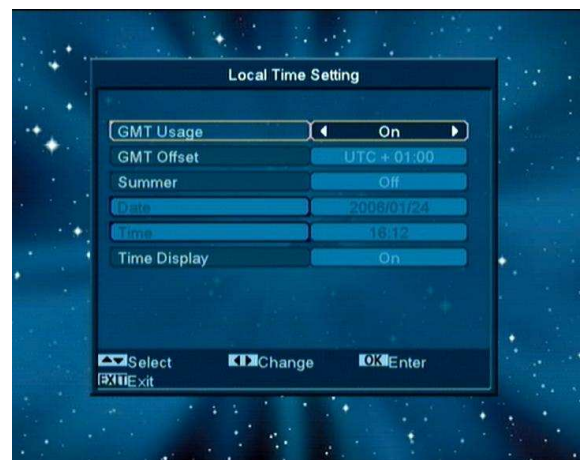 Local Time Setting
GMT Usage On
GMT Offset UTC + 01:00
Summer Off
Date 2006/01/24
Time 16:12
Time Display On
Select Change OK Enter
EXIT Exit